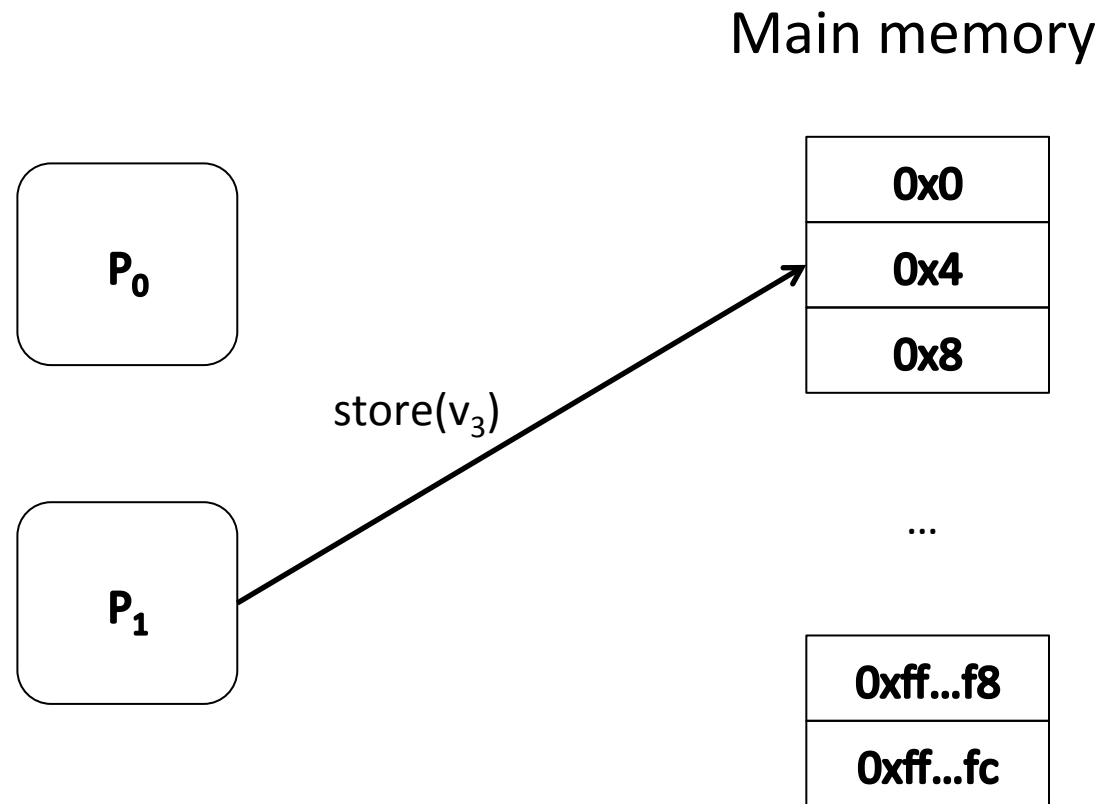 Main memory
0x0
P₀
0x4
0x8
store(v₃)
...
P₁
0xff...f8
0xff...fc